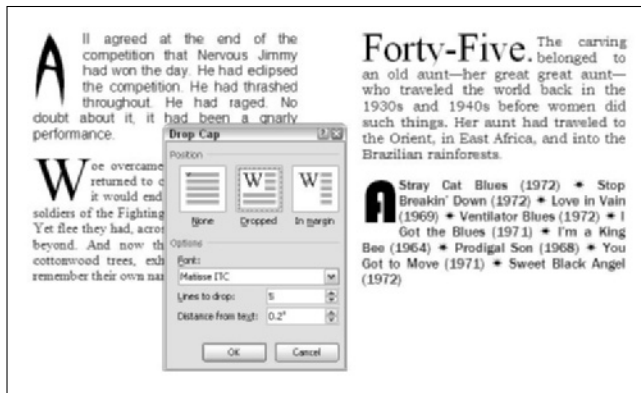 All agreed at the end of the
competition that Nervous Jimmy
had won the day. He had eclipsed
the competition. He had thrashed
throughout. He had raged. No
doubt about it, it had been a gnarly
performance.
Woe overcame
returned to
it would end
soldiers of the Fighting
Yet flee they had,
beyond. And now
cottonwood trees,
remember their own
Drop Cap
Position
None
Dropped
In margin
Options
Font:
Matisse ITC
Lines to drop:
5
Distance from text:
0.2"
OK
Cancel
Forty-Five. The carving
belonged to
an old aunt—her great great aunt—
who traveled the world back in the
1930s and 1940s before women did
such things. Her aunt had traveled to
the Orient, in East Africa, and into the
Brazilian rainforests.
A Stray Cat Blues (1972) ✦ Stop
Breakin' Down (1972) ✦ Love in Vain
(1969) ✦ Ventilator Blues (1972) ✦ I
Got the Blues (1971) ✦ I'm a King
Bee (1964) ✦ Prodigal Son (1968) ✦ You
Got to Move (1971) ✦ Sweet Black Angel
(1972)